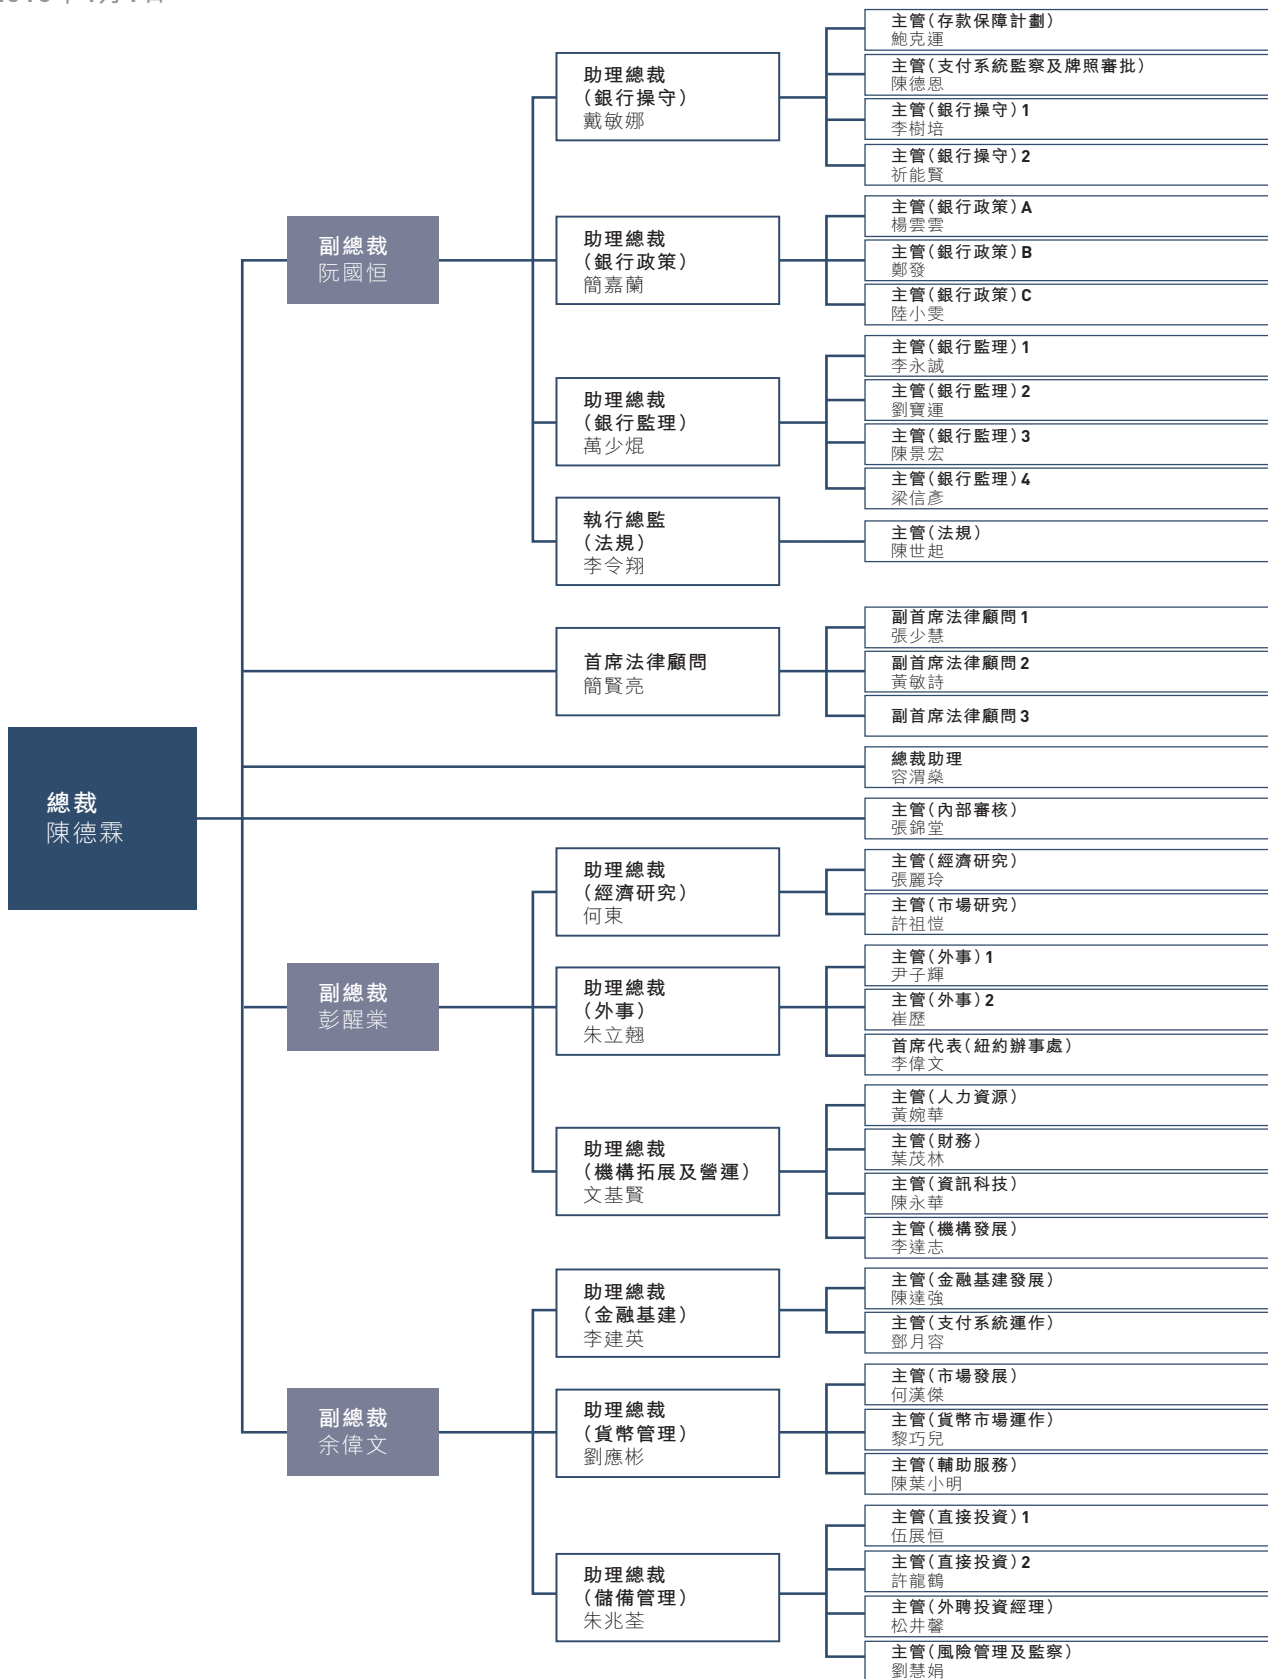 主管(存款保障計劃)
鮑克運
助理總裁
(銀行操守)
戴敏娜
主管(支付系統監察及牌照審批)
陳德恩
主管(銀行操守)1
李樹培
主管(銀行操守)2
祈能賢
副總裁
阮國恒
助理總裁
(銀行政策)
簡嘉蘭
主管(銀行政策)A
楊雲雲
主管(銀行政策)B
鄭發
主管(銀行政策)C
陸小雯
助理總裁
(銀行監理)
萬少焜
主管(銀行監理)1
李永誠
主管(銀行監理)2
劉寶運
主管(銀行監理)3
陳景宏
主管(銀行監理)4
梁信彥
執行總監
(法規)
李令翔
主管(法規)
陳世起
首席法律顧問
簡賢亮
副首席法律顧問1
張少慧
副首席法律顧問2
黃敏詩
副首席法律顧問3
總裁
陳德霖
總裁助理
容渭燊
主管(內部審核)
張錦堂
副總裁
彭醒棠
助理總裁
(經濟研究)
何東
主管(經濟研究)
張麗玲
主管(市場研究)
許祖愷
助理總裁
(外事)
朱立翹
主管(外事)1
尹子輝
主管(外事)2
崔歷
首席代表(紐約辦事處)
李偉文
助理總裁
(機構拓展及營運)
文基賢
主管(人力資源)
黃婉華
主管(財務)
葉茂林
主管(資訊科技)
陳永華
主管(機構發展)
李達志
副總裁
余偉文
助理總裁
(金融基建)
李建英
主管(金融基建發展)
陳達強
主管(支付系統運作)
鄧月容
助理總裁
(貨幣管理)
劉應彬
主管(市場發展)
何漢傑
主管(貨幣市場運作)
黎巧兒
主管(輔助服務)
陳葉小明
助理總裁
(儲備管理)
朱兆荃
主管(直接投資)1
伍展恒
主管(直接投資)2
許龍鶴
主管(外聘投資經理)
松井馨
主管(風險管理及監察)
劉慧娟